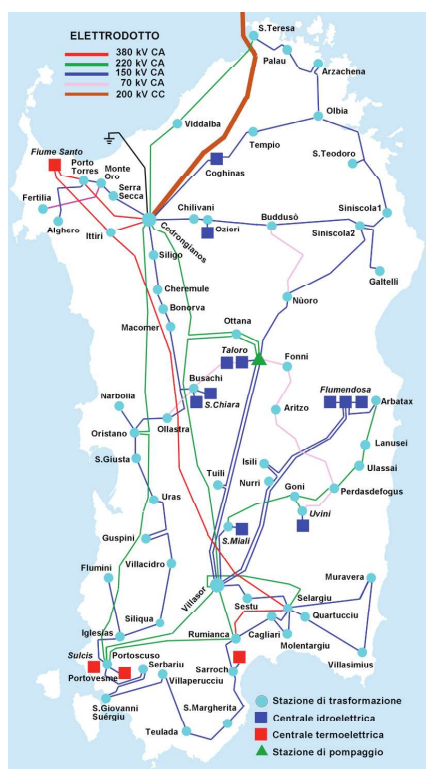 ELETTRODOTTO
380 kV CA
220 kV CA
150 kV CA
70 kV CA
200 kV CC
S.Teresa
Palau
Arzachena
Viddalba
Olbia
Tempio
Fiume Santo
Porto
Torres
Monte
Oro
Coghinas
S.Teodoro
Serra
Secca
Fertilia
Alghero
Ittiri
Codrongianos
Chilivani
Ozieri
Buddusò
Siniscola1
Siniscola2
Siligo
Galtelli
Cheremule
Nùoro
Bonorva
Macomer
Ottana
Taloro
Fonni
Busachi
Flumendosa
Narbolia
S.Chiara
Arbatax
Ollastra
Aritzo
Oristano
Lanusei
S.Giusta
Isili
Ulassai
Tuili
Nurri
Goni
Perdasdefogus
Uras
Uvini
S.Miali
Guspini
Villacidro
Flumini
Muravera
Villasor
Selargiu
Sestu
Quartucciu
Siliqua
Iglesias
Rumianca
Cagliari
Molentargiu
Sulcis
Portoscuso
Villasimius
Portovesme
Serbariu
Sarroch
Villaperucciu
Stazione di trasformazione
S.Giovanni
Suérgiu
S.Margherita
Centrale idroelettrica
Teulada
Centrale termoelettrica
Stazione di pompaggio